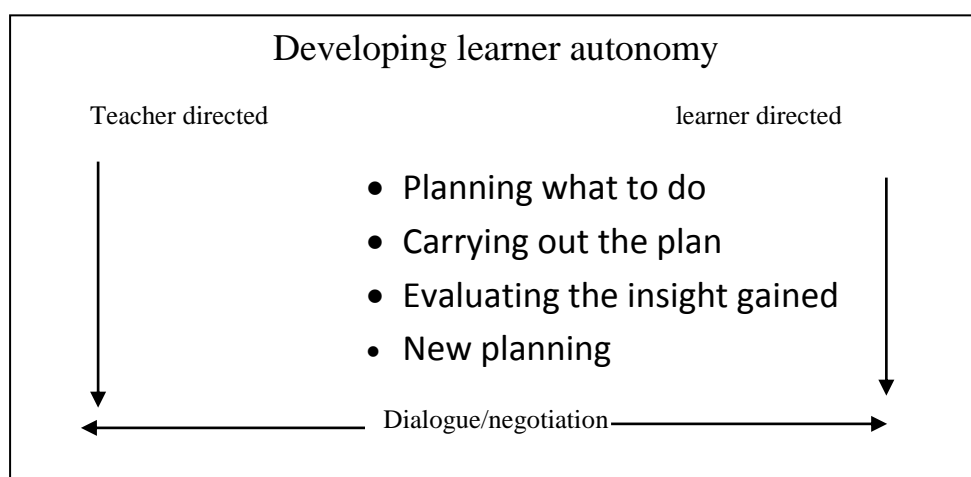 Developing learner autonomy
Teacher directed learner directed
• Planning what to do
• Carrying out the plan
• Evaluating the insight gained
• New planning
Dialogue/negotiation